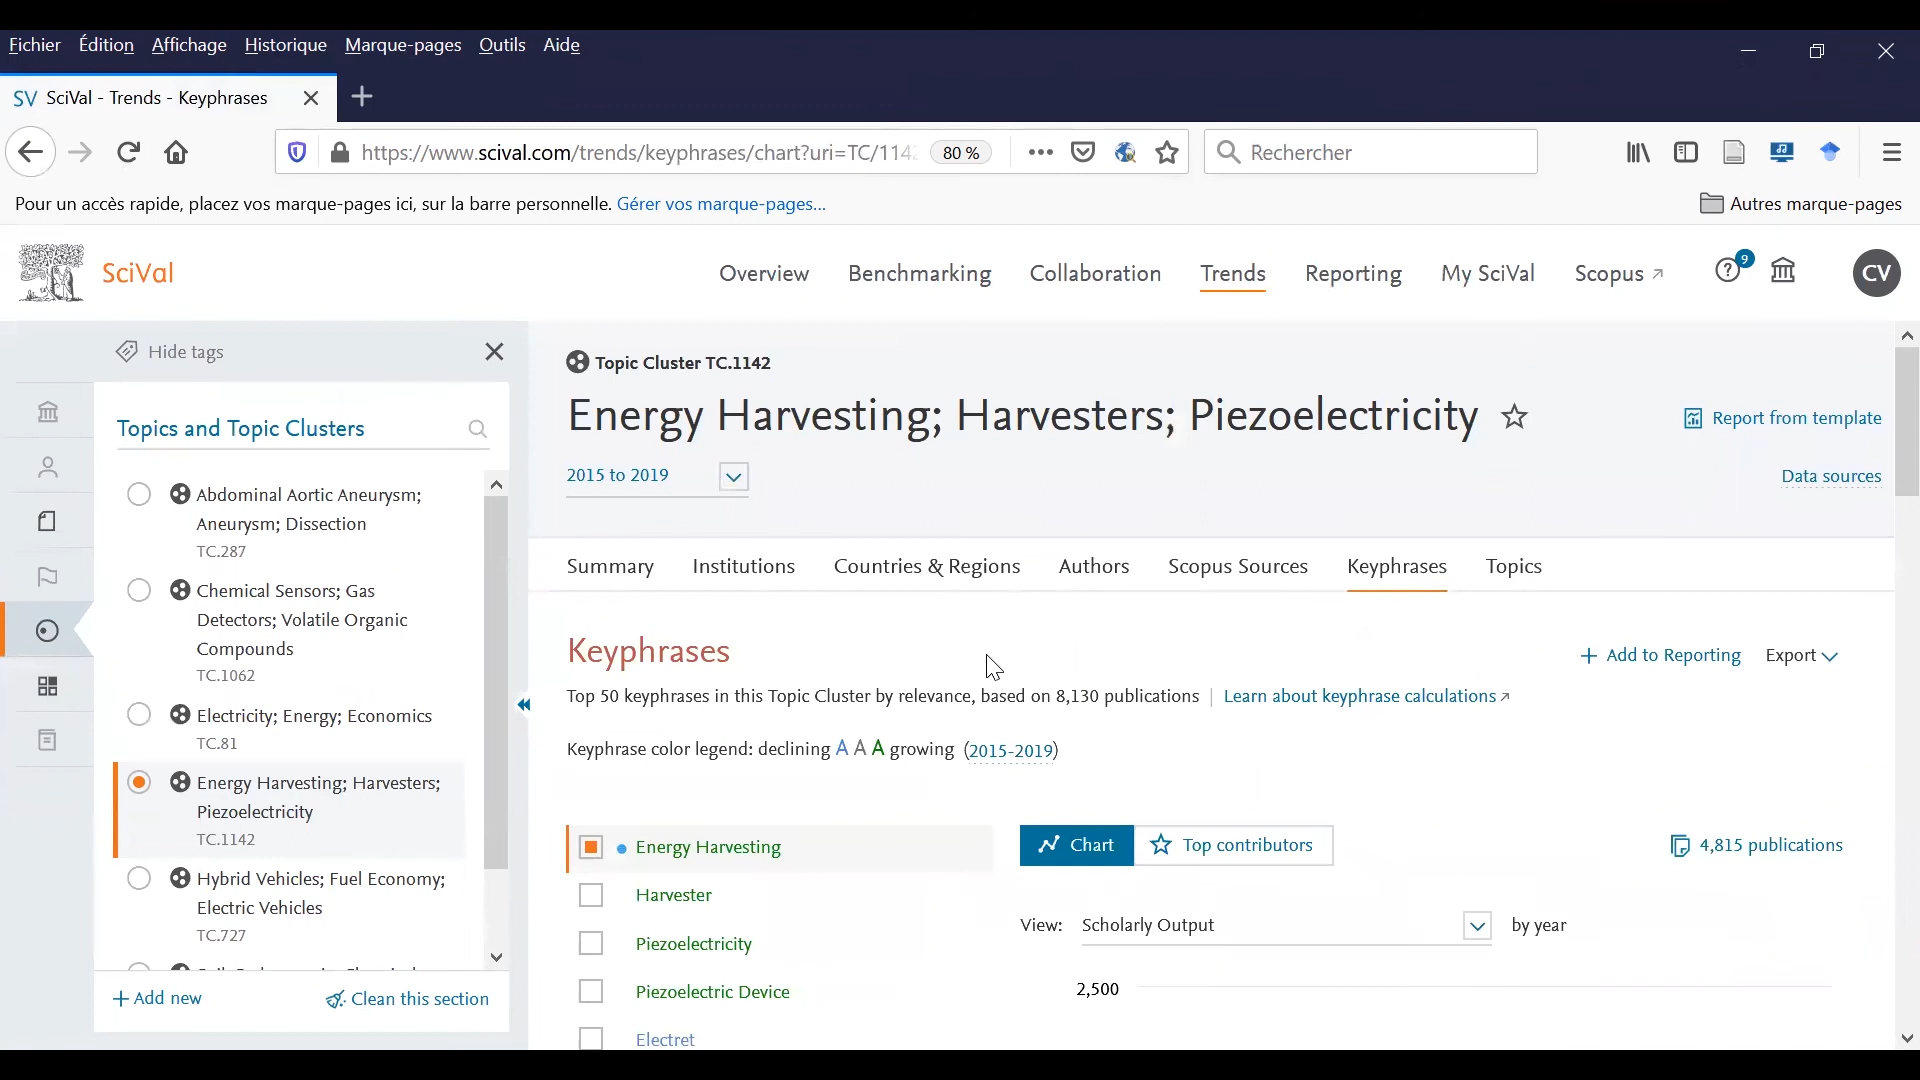 Fichier Édition Affichage Historique Marque-pages Outils Aide
SV SciVal - Trends - Keyphrases
https://www.scival.com/trends/keyphrases/chart?uri=TC/1142 80 % Rechercher
Pour un accès rapide, placez vos marque-pages ici, sur la barre personnelle. Gérer vos marque-pages... Autres marque-pages
SciVal Overview Benchmarking Collaboration Trends Reporting My SciVal Scopus 9 CV
Hide tags
Topics and Topic Clusters
Abdominal Aortic Aneurysm;
Aneurysm; Dissection
TC.287
Chemical Sensors; Gas
Detectors; Volatile Organic
Compounds
TC.1062
Electricity; Energy; Economics
TC.81
Energy Harvesting; Harvesters;
Piezoelectricity
TC.1142
Hybrid Vehicles; Fuel Economy;
Electric Vehicles
TC.727
+ Add new Clean this section
Topic Cluster TC.1142
Energy Harvesting; Harvesters; Piezoelectricity
Report from template
2015 to 2019
Data sources
Summary Institutions Countries & Regions Authors Scopus Sources Keyphrases Topics
Keyphrases
+ Add to Reporting Export
Top 50 keyphrases in this Topic Cluster by relevance, based on 8,130 publications | Learn about keyphrase calculations
Keyphrase color legend: declining A A A growing (2015-2019)
Energy Harvesting
Harvester
Piezoelectricity
Piezoelectric Device
Electret
Chart Top contributors 4,815 publications
View: Scholarly Output by year
2,500